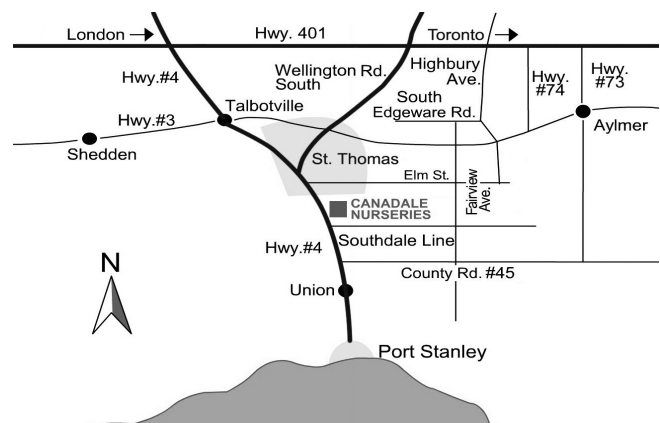 London
Hwy. 401
Toronto
Hwy.#4
Wellington Rd.
South
Highbury
Ave.
Hwy.
#74
Hwy.
#73
Talbotville
South
Edgeware Rd.
Hwy.#3
Aylmer
Shedden
St. Thomas
Elm St.
Fairview
Ave.
CANADALE
NURSERIES
Hwy.#4
Southdale Line
N
County Rd. #45
Union
Port Stanley